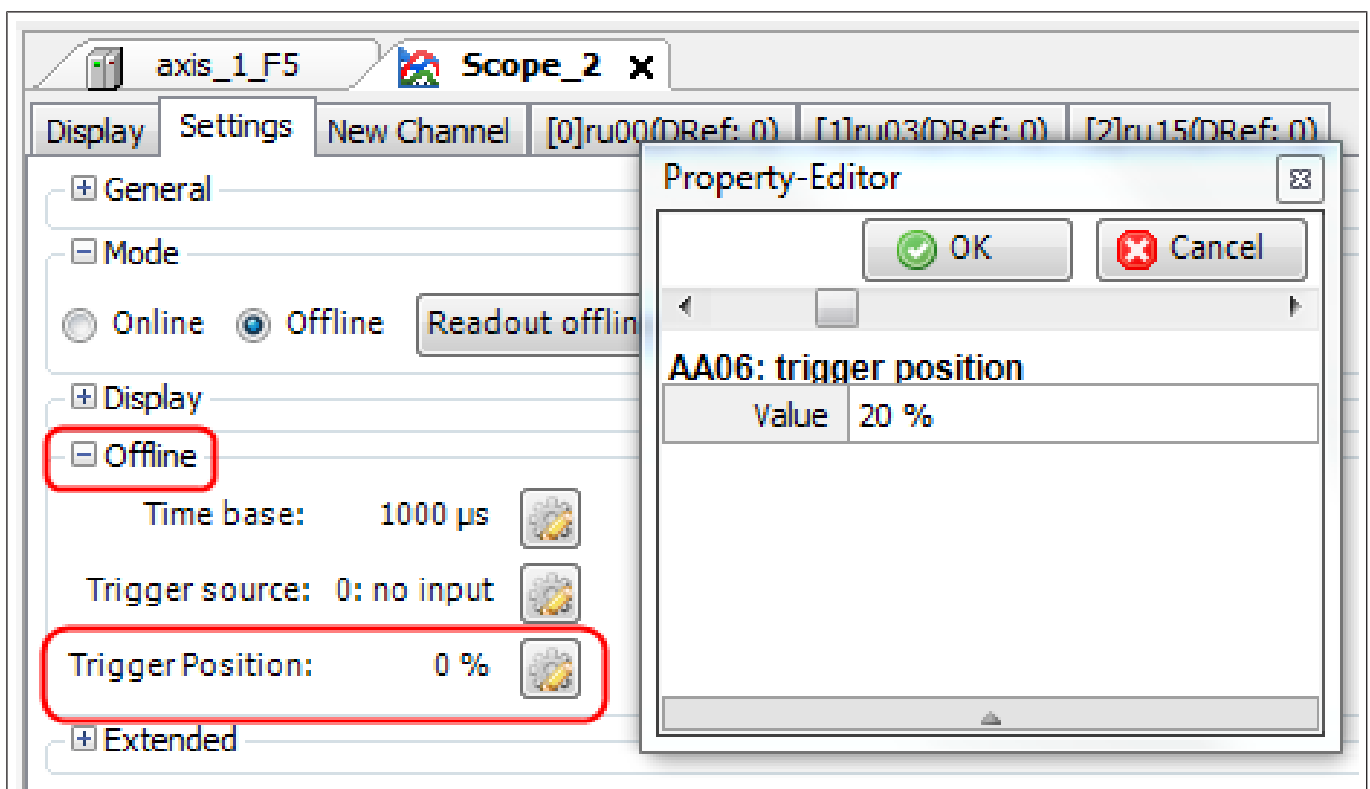 axis_1_F5 Scope_2
Display Settings New Channel [0]ru00(DRef: 0) [1]ru03(DRef: 0) [2]ru15(DRef: 0)
General
Mode
Online Offline Readout offlin
Display
Offline
Time base: 1000 µs
Trigger source: 0: no input
Trigger Position: 0 %
Extended
Property-Editor
OK Cancel
AA06: trigger position
Value 20 %